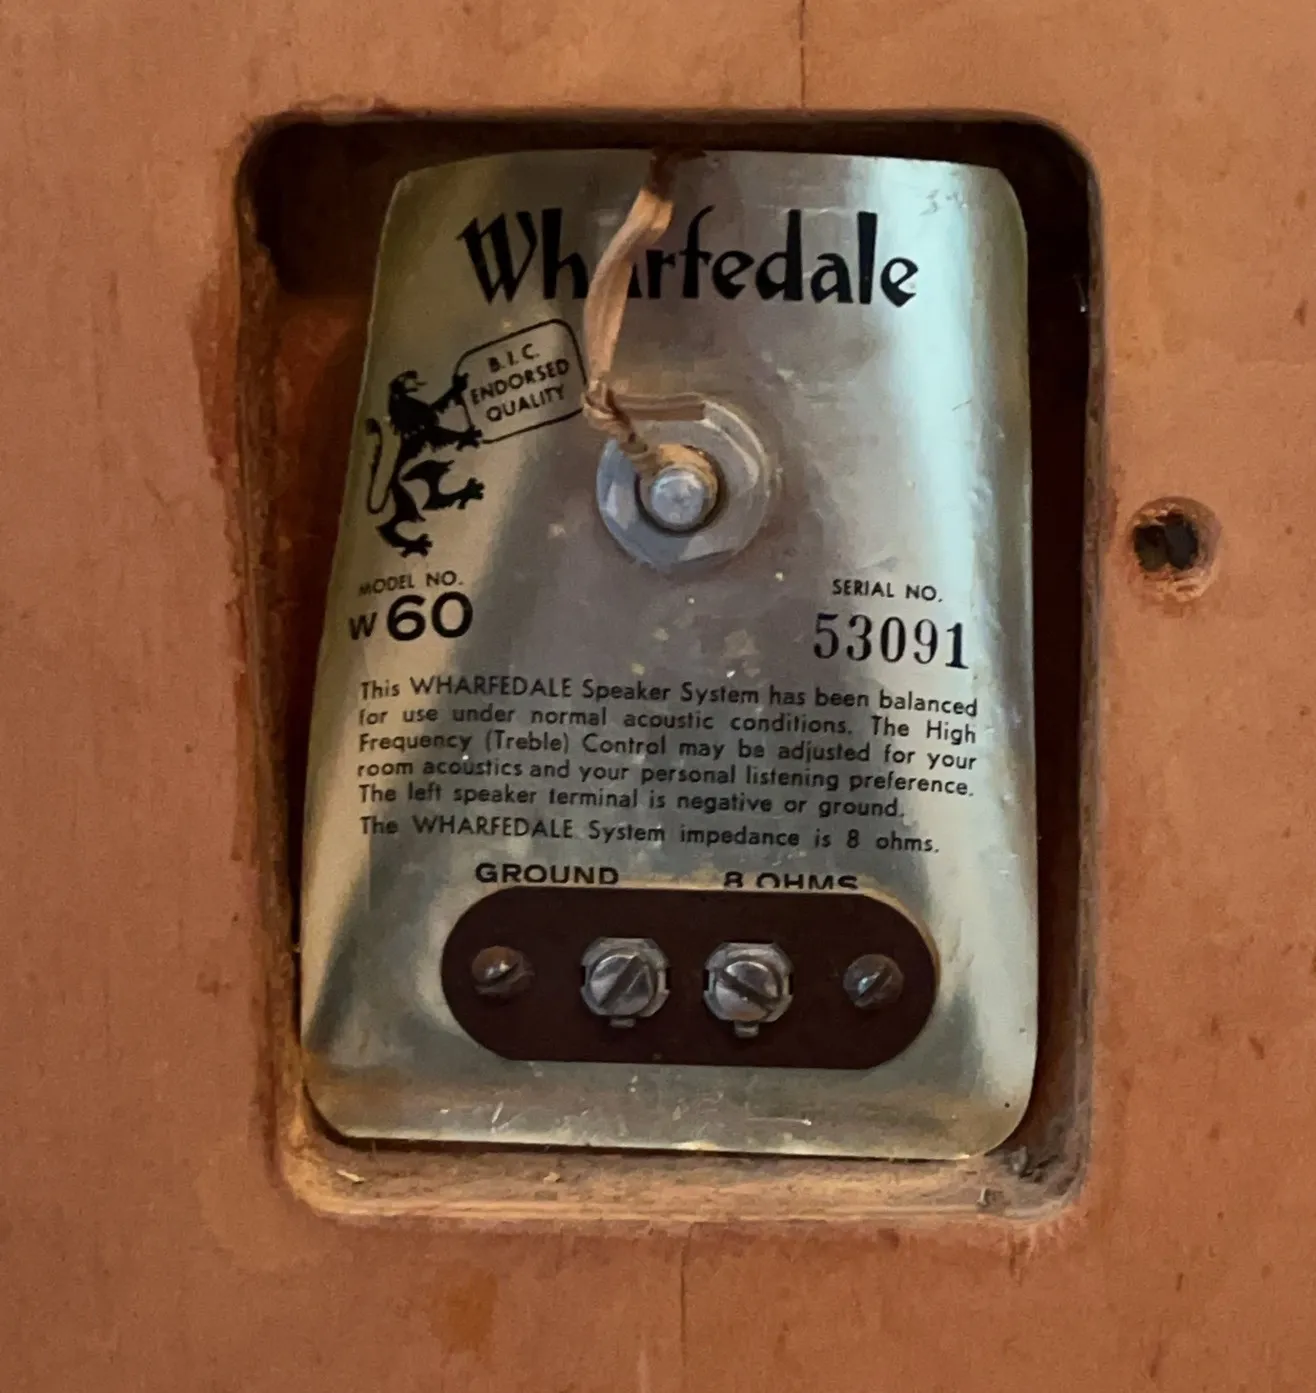 Wharfedale
B.I.C.
ENDORSED
QUALITY
MODEL NO.
W60
SERIAL NO.
53091
This WHARFEDALE Speaker System has been balanced
for use under normal acoustic conditions. The High
Frequency (Treble) Control may be adjusted for your
room acoustics and your personal listening preference.
The left speaker terminal is negative or ground.
The WHARFEDALE System impedance is 8 ohms.
GROUND 8 OHMS